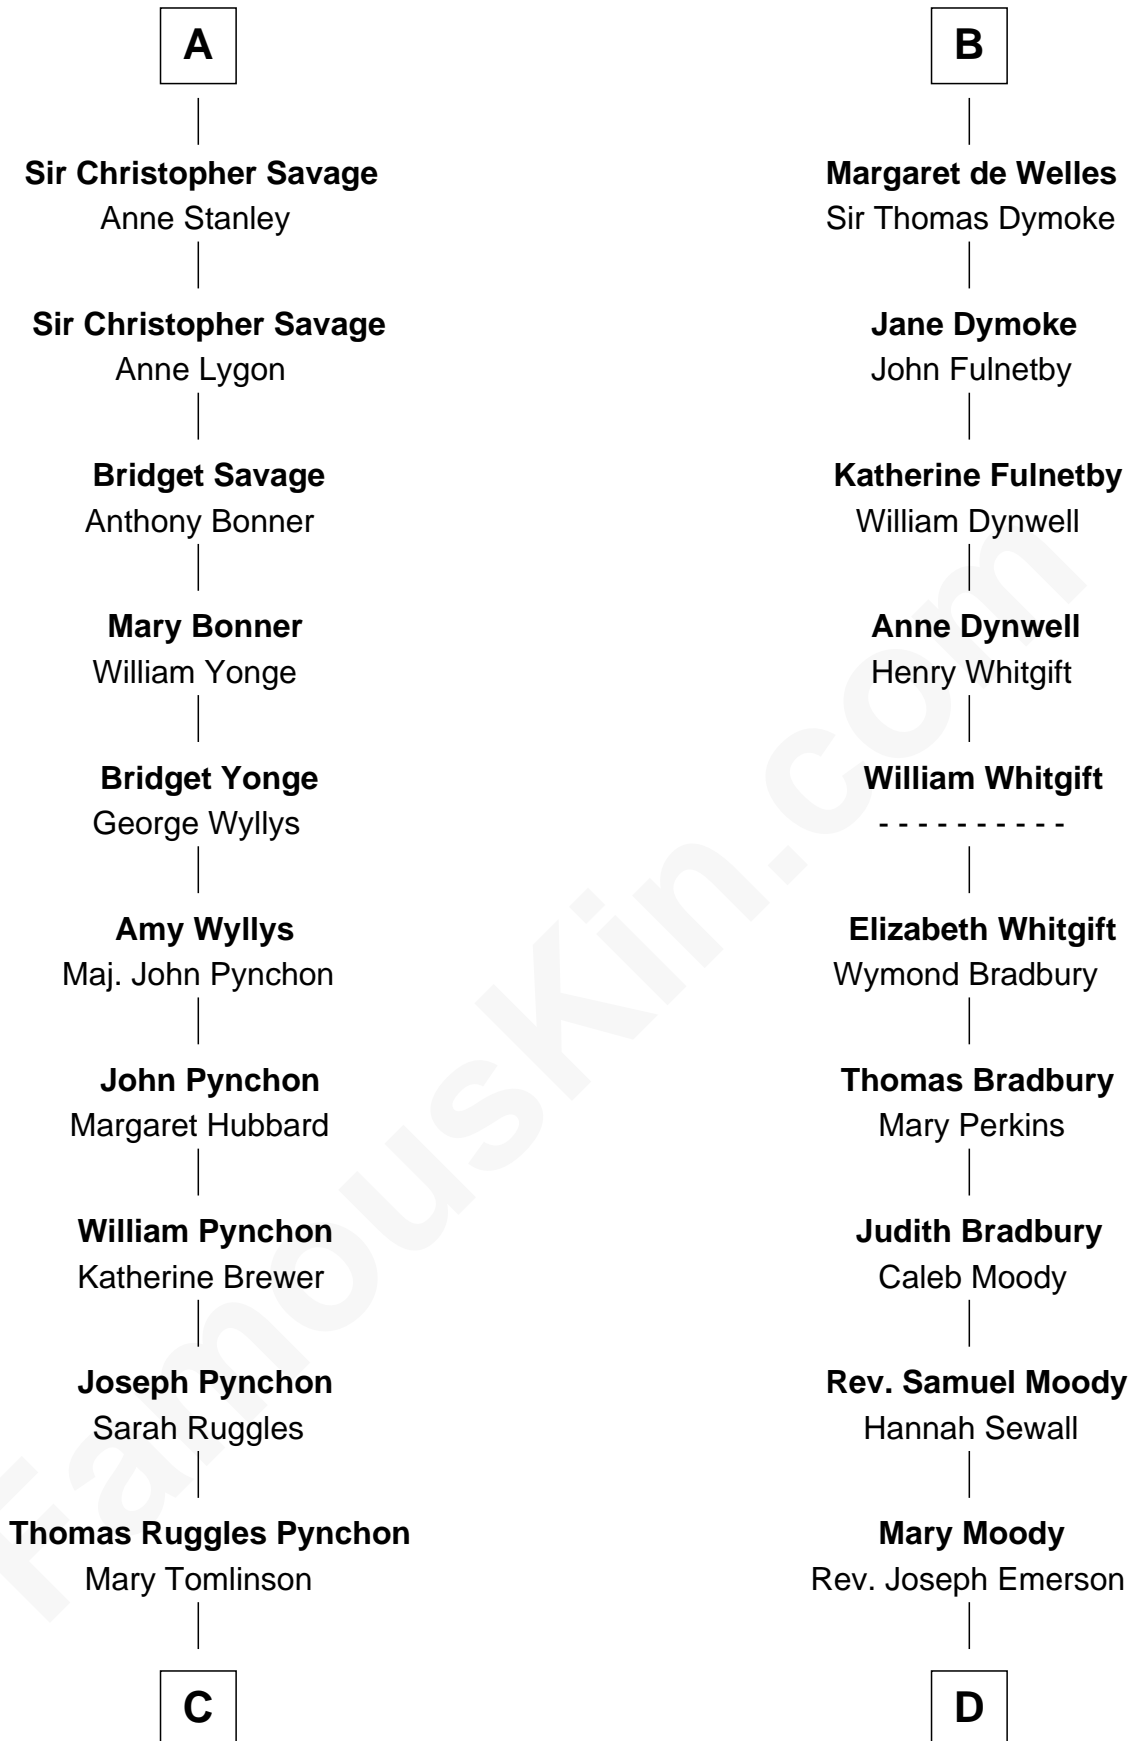 A
Sir Christopher Savage
Anne Stanley
Sir Christopher Savage
Anne Lygon
Bridget Savage
Anthony Bonner
Mary Bonner
William Yonge
Bridget Yonge
George Wyllys
Amy Wyllys
Maj. John Pynchon
John Pynchon
Margaret Hubbard
William Pynchon
Katherine Brewer
Joseph Pynchon
Sarah Ruggles
Thomas Ruggles Pynchon
Mary Tomlinson
C
B
Margaret de Welles
Sir Thomas Dymoke
Jane Dymoke
John Fulnetby
Katherine Fulnetby
William Dynwell
Anne Dynwell
Henry Whitgift
William Whitgift
- - - - - - - - - -
Elizabeth Whitgift
Wymond Bradbury
Thomas Bradbury
Mary Perkins
Judith Bradbury
Caleb Moody
Rev. Samuel Moody
Hannah Sewall
Mary Moody
Rev. Joseph Emerson
D
FamousKin.com